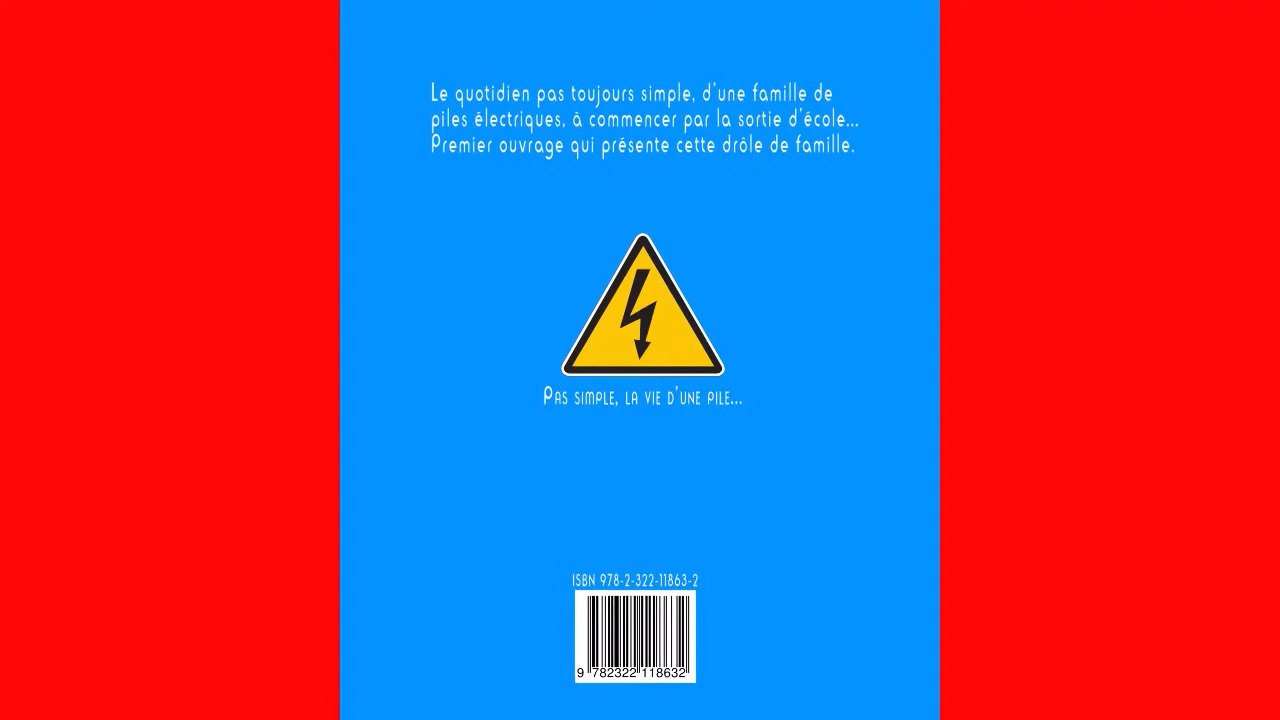 Le quotidien pas toujours simple, d'une famille de
piles électriques, à commencer par la sortie d'école...
Premier ouvrage qui présente cette drôle de famille.
Pas simple, la vie d'une pile...
ISBN 978-2-322-11863-2
9 782322 118632